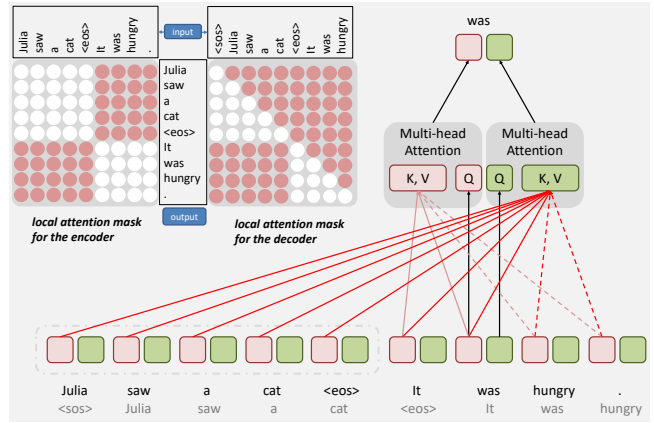 Julia
saw
a
cat
<eos>
It
was
hungry
.
input
<sos>
Julia
saw
a
cat
<eos>
It
was
hungry
Julia
saw
a
cat
<eos>
It
was
hungry
.
output
local attention mask
for the encoder
local attention mask
for the decoder
was
Multi-head
Attention
Multi-head
Attention
K, V
Q
Q
K, V
Julia saw a cat <eos> It was hungry .
<sos> Julia saw a cat <eos> It was hungry